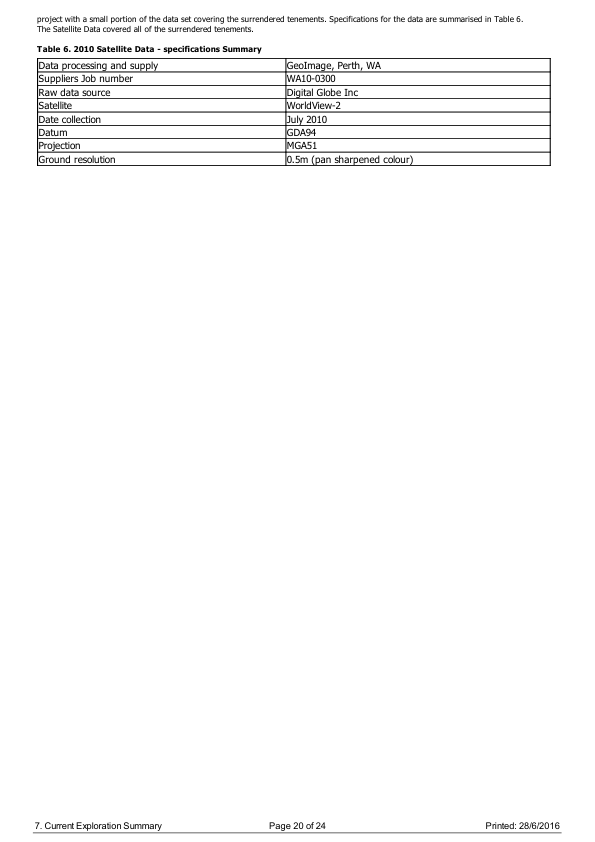 project with a small portion of the data set covering the surrendered tenements. Specifications for the data are summarised in Table 6.
The Satellite Data covered all of the surrendered tenements.
Table 6. 2010 Satellite Data - specifications Summary
Data processing and supply GeoImage, Perth, WA
Suppliers Job number WA10-0300
Raw data source Digital Globe Inc
Satellite WorldView-2
Date collection July 2010
Datum GDA94
Projection MGA51
Ground resolution 0.5m (pan sharpened colour)
7. Current Exploration Summary Page 20 of 24 Printed: 28/6/2016